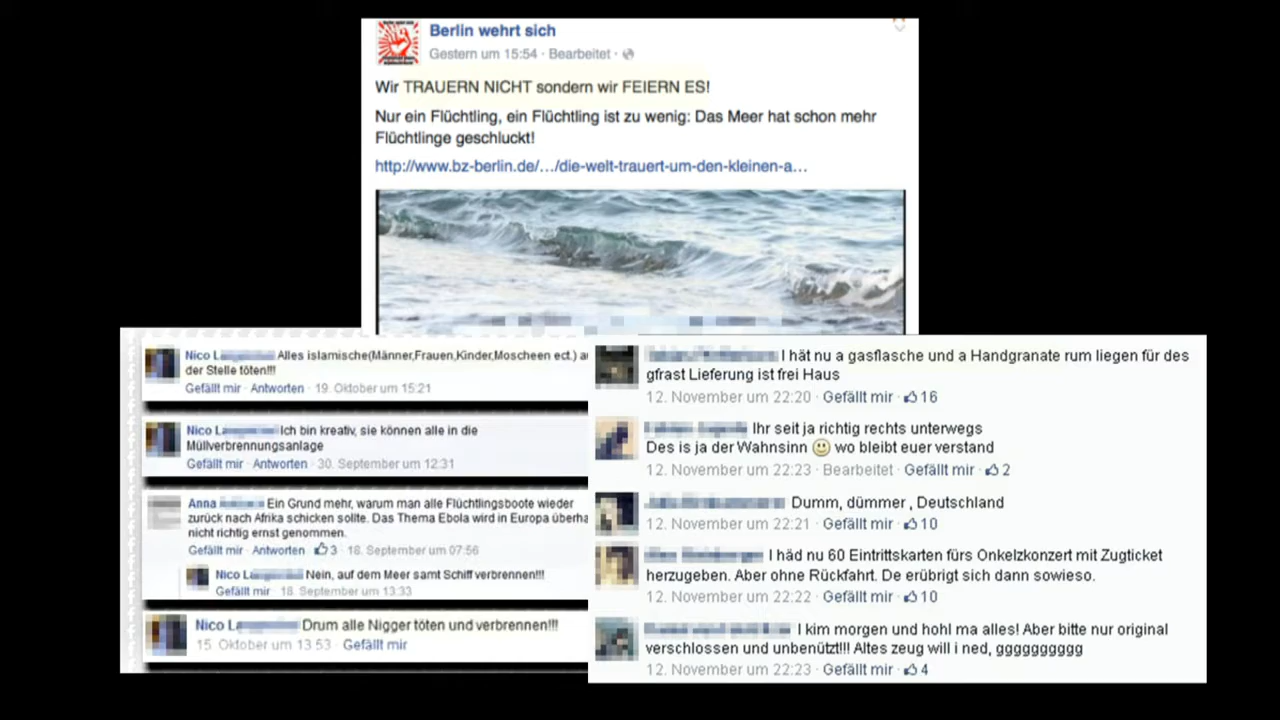 Berlin wehrt sich
Gestern um 15:54 · Bearbeitet ·
Wir TRAUERN NICHT sondern wir FEIERN ES!
Nur ein Flüchtling, ein Flüchtling ist zu wenig: Das Meer hat schon mehr
Flüchtlinge geschluckt!
http://www.bz-berlin.de/…/die-welt-trauert-um-den-kleinen-a…
Nico Alles islamische(Männer,Frauen,Kinder,Moscheen ect.)
der Stelle töten!!!
Gefällt mir · Antworten · 19. Oktober um 15:21
Nico Ich bin kreativ, sie können alle in die
Müllverbrennungsanlage
Gefällt mir · Antworten · 30. September um 12:31
Anna Ein Grund mehr, warum man alle Flüchtlingsboote wieder
zurück nach Afrika schicken sollte. Das Thema Ebola wird in Europa
nicht richtig ernst genommen.
Gefällt mir · Antworten · 3 · 18. September um 07:56
Nico Nein, auf dem Meer samt Schiff verbrennen!!!
Gefällt mir · 18. September um 13:33
Nico Drum alle Nigger töten und verbrennen!!!
15. Oktober um 13:53 · Gefällt mir
I hät nu a gasflasche und a Handgranate rum liegen für des
gfrast Lieferung ist frei Haus
12. November um 22:20 · Gefällt mir · 16
Ihr seit ja richtig rechts unterwegs
Des is ja der Wahnsinn 🙂 wo bleibt euer verstand
12. November um 22:23 · Bearbeitet · Gefällt mir · 2
Dumm, dümmer , Deutschland
12. November um 22:21 · Gefällt mir · 10
I häd nu 60 Eintrittskarten fürs Onkelzkonzert mit Zugticket
herzugeben. Aber ohne Rückfahrt. De erübrigt sich dann sowieso.
12. November um 22:22 · Gefällt mir · 10
I kim morgen und hohl ma alles! Aber bitte nur original
verschlossen und unbenützt!!! Altes zeug will i ned, gggggggggg
12. November um 22:23 · Gefällt mir · 4